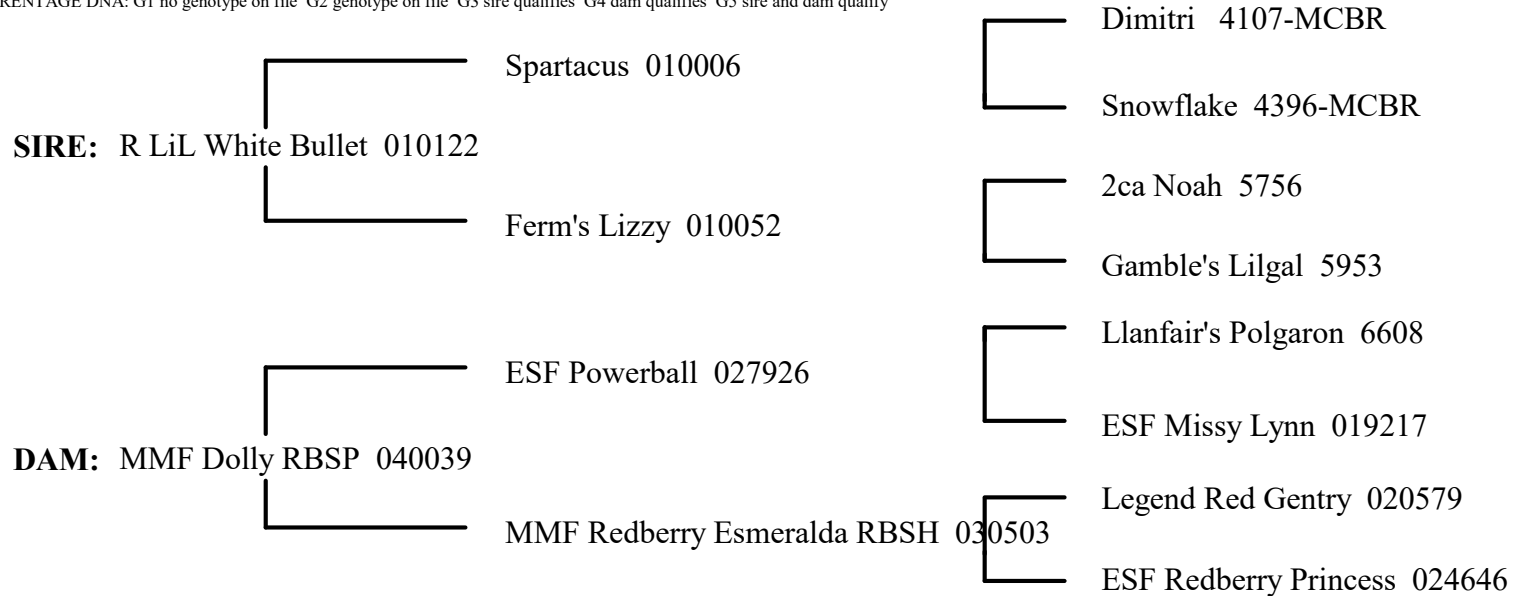 RENTAGE DNA: G1 no genotype on file G2 genotype on file G3 sire qualifies G4 dam qualifies G5 sire and dam qualify
Dimitri 4107-MCBR
Spartacus 010006
Snowflake 4396-MCBR
SIRE: R LiL White Bullet 010122
2ca Noah 5756
Ferm's Lizzy 010052
Gamble's Lilgal 5953
Llanfair's Polgaron 6608
ESF Powerball 027926
ESF Missy Lynn 019217
DAM: MMF Dolly RBSP 040039
Legend Red Gentry 020579
MMF Redberry Esmeralda RBSH 030503
ESF Redberry Princess 024646